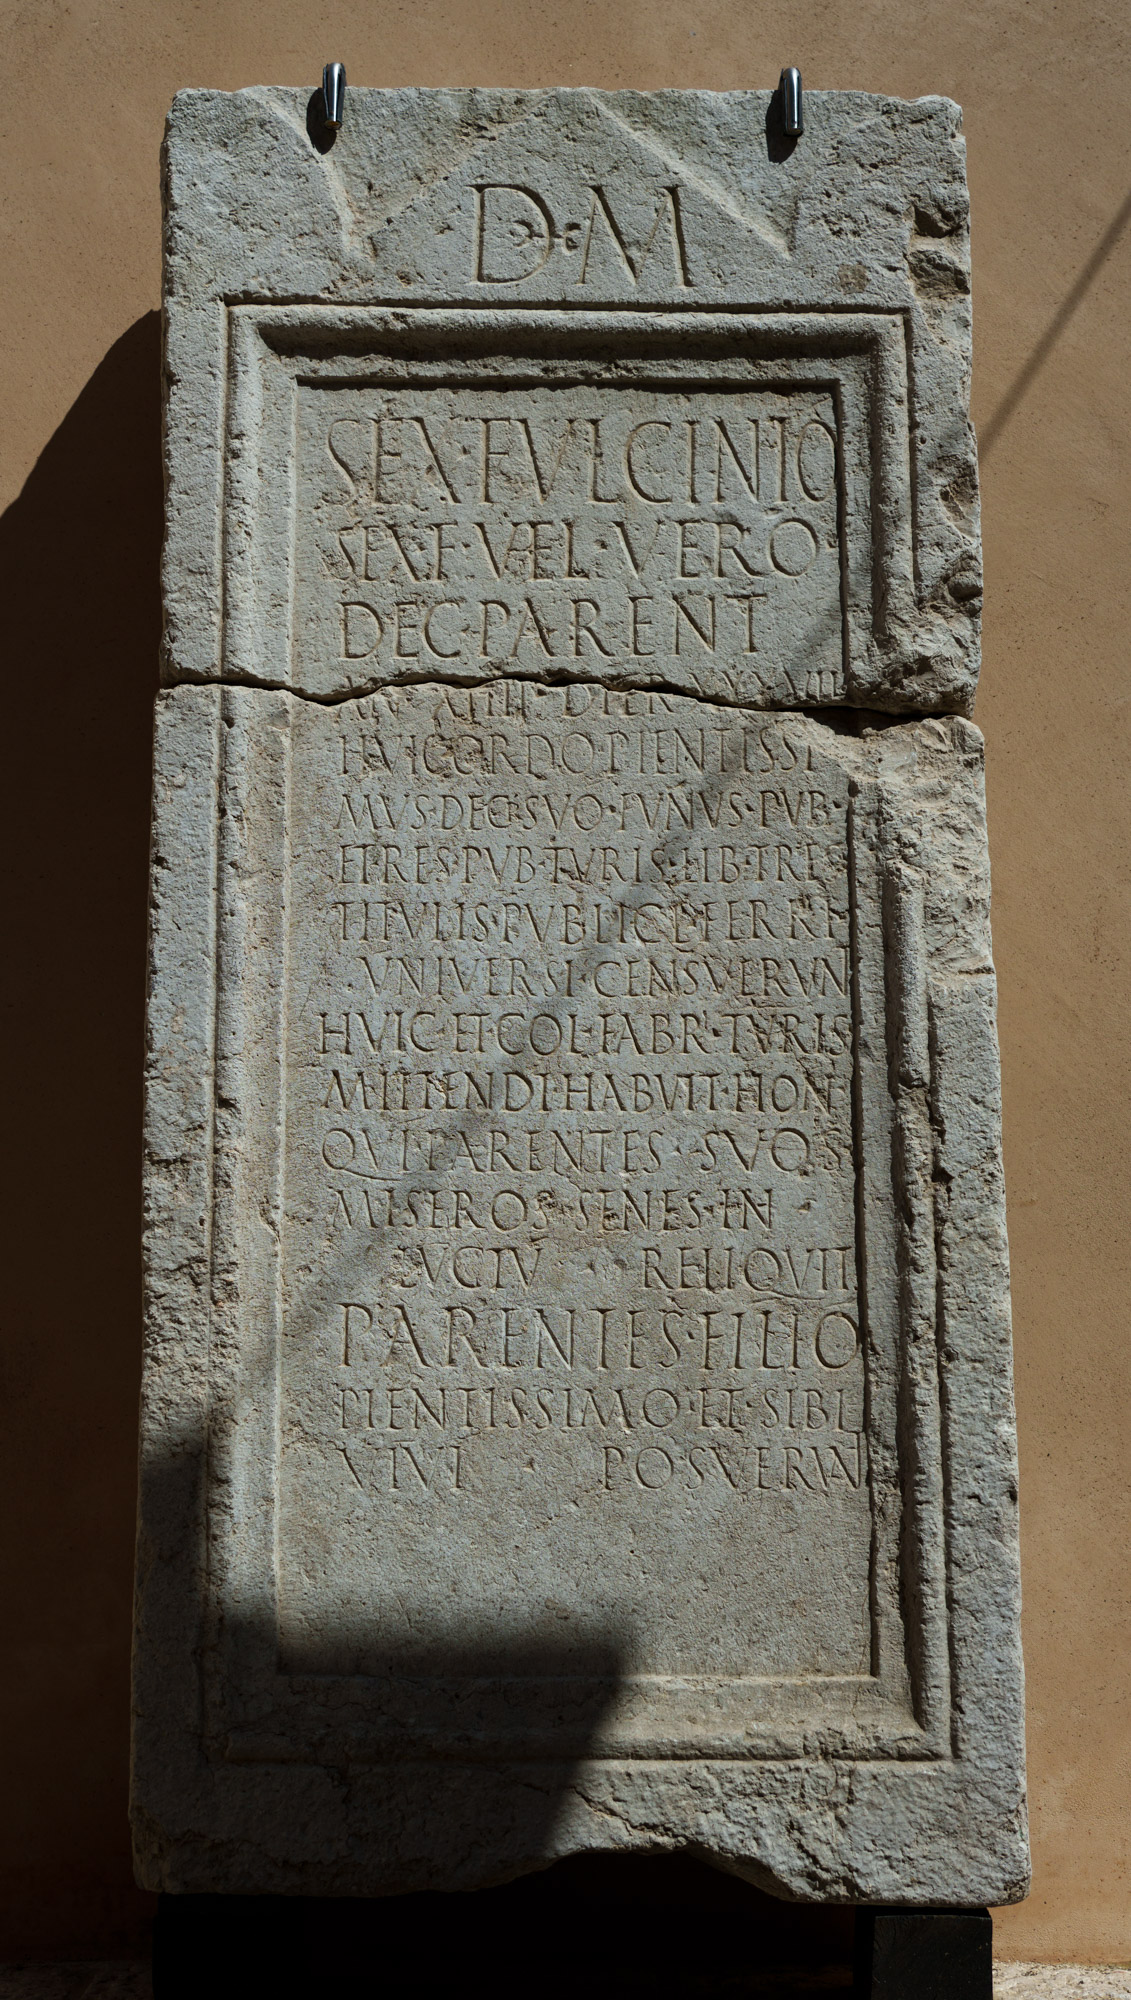 D M
SEX·FVLCINIO
SEX·F·VEL·VERO·
DEC·PARENT
DIER XXXXVIII
HVIC·ORDO·PIENTISSI
MVS·DEC·SVO·FVNVS·PVB·
ET·RES·PVB·TVRIS·LIB·TRES
TITVLIS·PVBLICE·FERRI
VNIVERSI·CENSVERVN
HVIC·ET·COL·FABR·TVRIS
MITTENDI·HABVIT·HON
QVI·PARENTES·SVOS
MISEROS·SENES·IN
LVCTV RELIQVIT
PARENTES·FILIO
PIENTISSIMO·ET·SIBI
VIVI POSVERVN